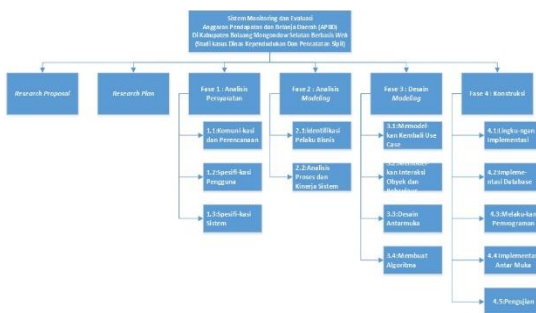 Sistem Monitoring dan Evaluasi
Anggaran Pendapatan dan Belanja Daerah (APBD)
Di Kabupaten Bolaang Mongondow Selatan Berbasis Web
(Studi kasus Dinas Kependudukan Dan Pencatatan Sipil)
Research Proposal
Research Plan
Fase 1 : Analisis
Persyaratan
Fase 2 : Analisis
Modeling
Fase 3 : Desain
Modeling
Fase 4: Konstruksi
1.1:Komuni-kasi
dan Perencanaan
1.2:Spesifi-kasi
Pengguna
1.3:Spesifi-kasi
Sistem
2.1:Identifikasi
Pelaku Bisnis
2.2:Analisis
Proses dan
Kinerja Sistem
3.1:Memodel-
kan Kembali Use
Case
kan Interaksi
Obyek dan
3.3:Desain
Antarmuka
3.4:Membuat
Algoritma
4.1:Lingku-ngan
Implementasi
4.2:Impleme-
ntasi Database
4.3:Melaku-kan
Pemrograman
4.4:Implementasi
Antar Muka
4.5:Pengujian